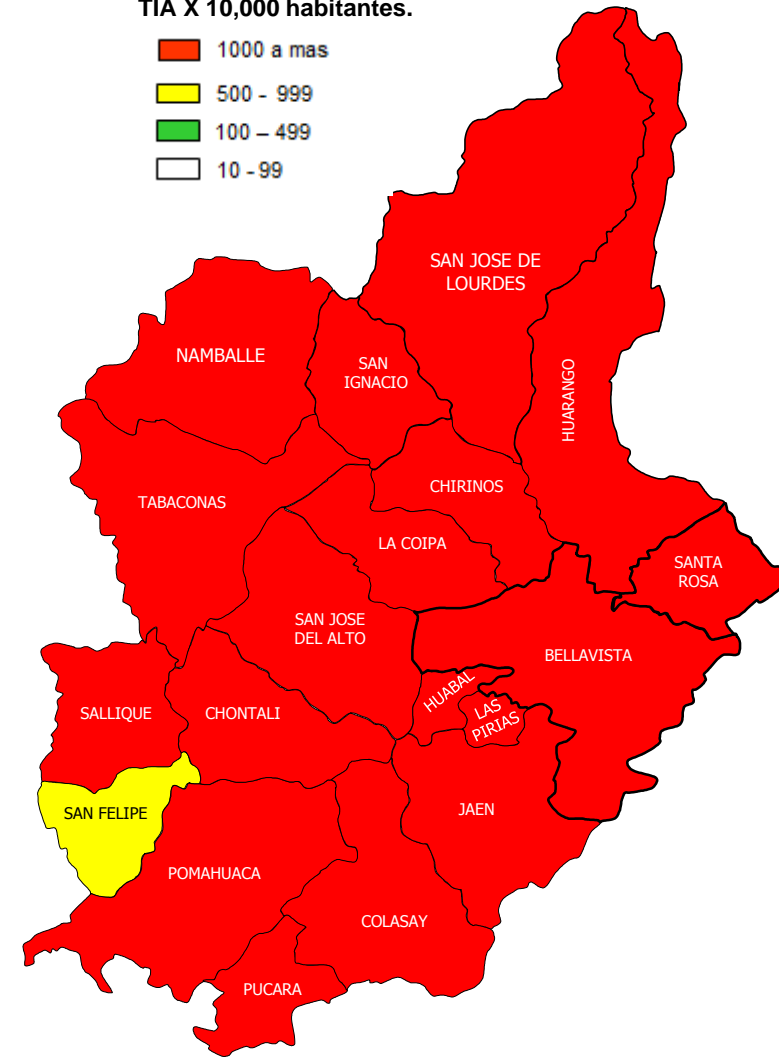 TIA X 10,000 habitantes.
1000 a mas
500 - 999
100 – 499
10 - 99
SAN JOSE DE
LOURDES
NAMBALLE
SAN
IGNACIO
HUARANGO
TABACONAS
CHIRINOS
LA COIPA
SANTA
ROSA
SAN JOSE
DEL ALTO
BELLAVISTA
SALLIQUE
CHONTALI
HUABAL
LAS
PIRIAS
SAN FELIPE
JAEN
POMAHUACA
COLASAY
PUCARA